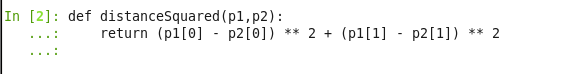 In [2]: def distanceSquared(p1,p2):
   ...:     return (p1[0] - p2[0]) ** 2 + (p1[1] - p2[1]) ** 2
   ...: